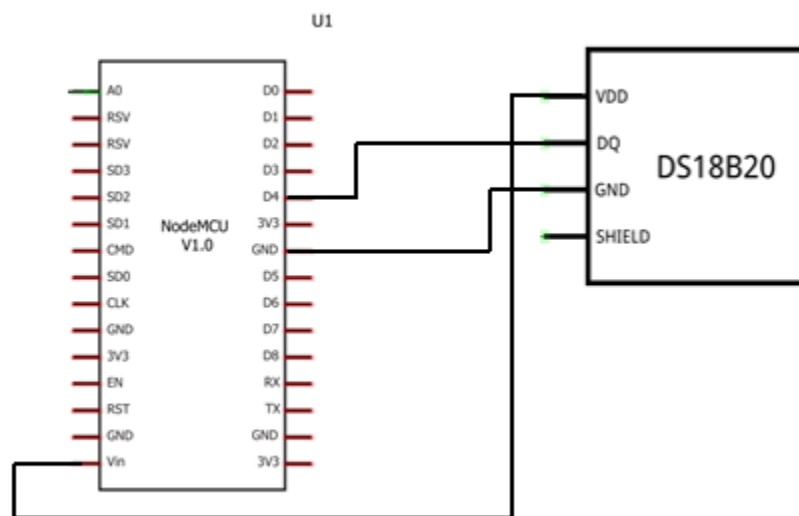 U1
A0
RSV
RSV
SD3
SD2
SD1
CMD
SD0
CLK
GND
3V3
EN
RST
GND
Vin
NodeMCU
V1.0
D0
D1
D2
D3
D4
3V3
GND
D5
D6
D7
D8
RX
TX
GND
3V3
VDD
DQ
GND
SHIELD
DS18B20